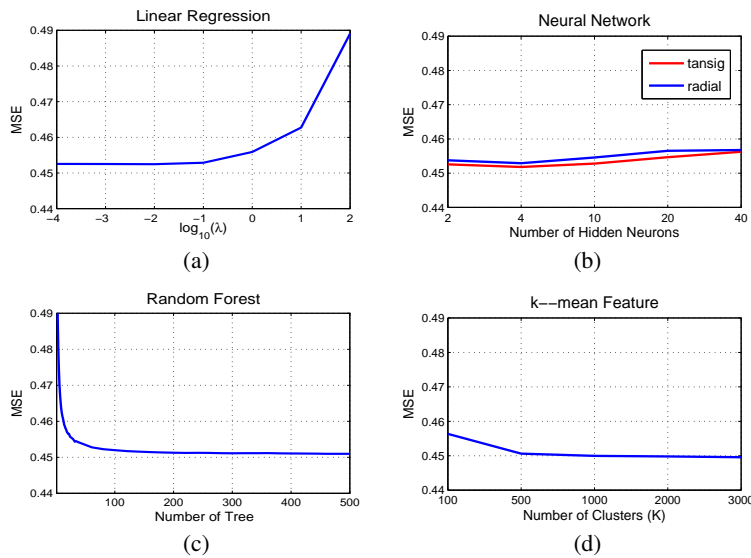 Linear Regression
0.49
0.48
0.47
0.46
0.45
0.44
MSE
−4 −3 −2 −1 0 1 2
log10(λ)
(a)
Neural Network
0.49
0.48
0.47
0.46
0.45
0.44
MSE
tansig
radial
2 4 10 20 40
Number of Hidden Neurons
(b)
Random Forest
0.49
0.48
0.47
0.46
0.45
0.44
MSE
100 200 300 400 500
Number of Tree
(c)
k−−mean Feature
0.49
0.48
0.47
0.46
0.45
0.44
MSE
100 500 1000 2000 3000
Number of Clusters (K)
(d)